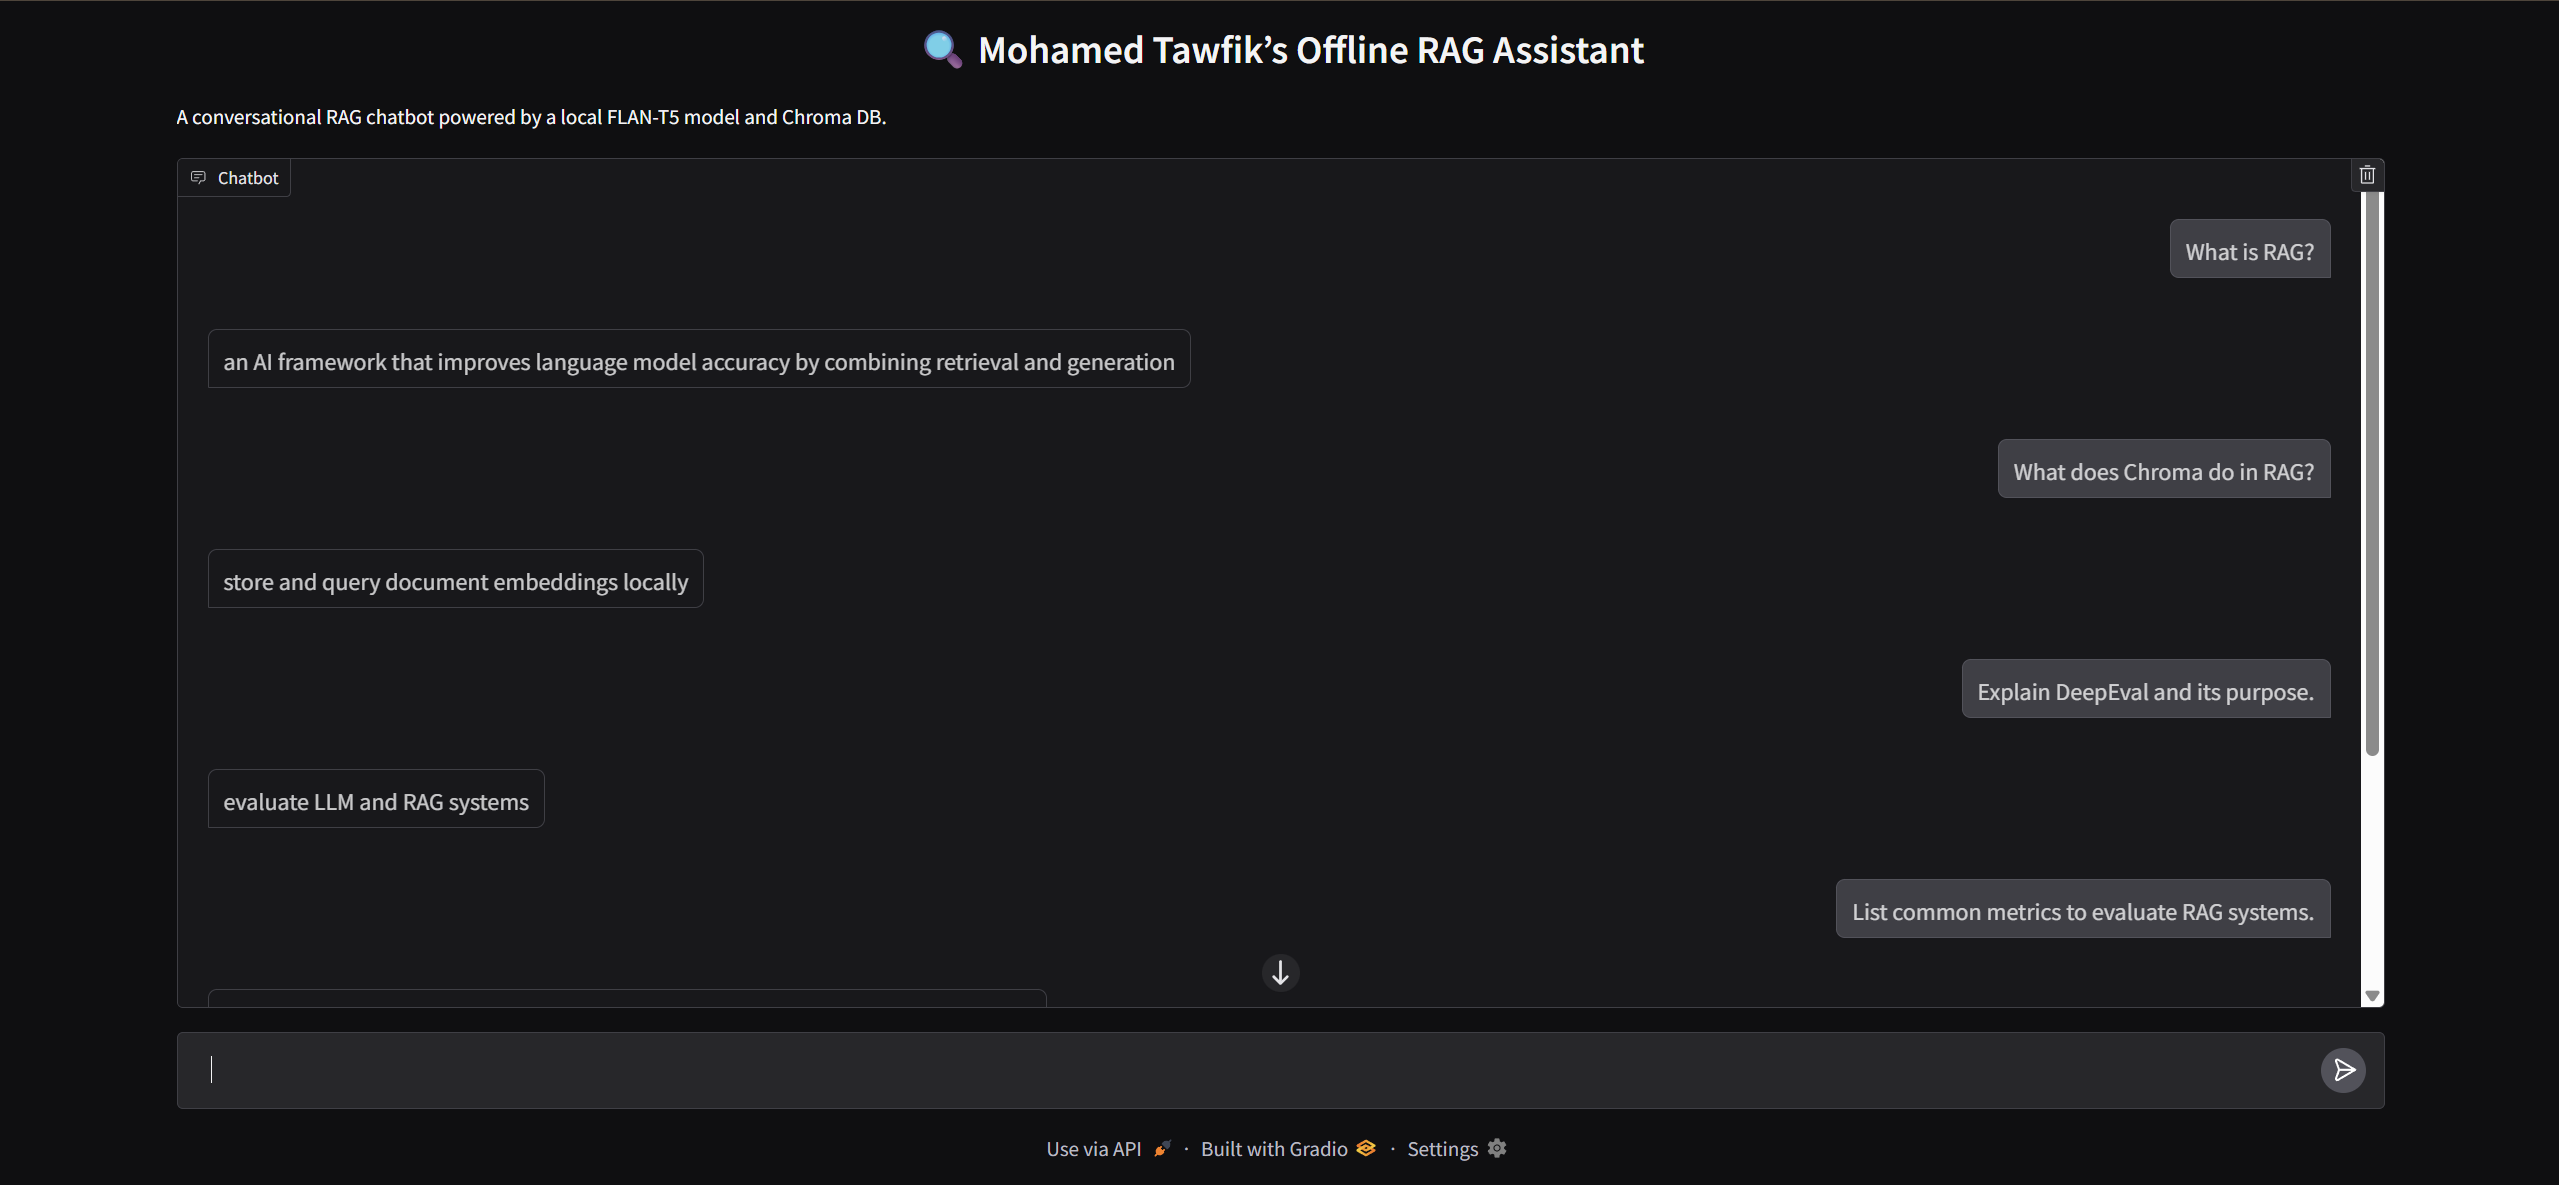 Mohamed Tawfik’s Offline RAG Assistant
A conversational RAG chatbot powered by a local FLAN-T5 model and Chroma DB.
Chatbot
What is RAG?
an AI framework that improves language model accuracy by combining retrieval and generation
What does Chroma do in RAG?
store and query document embeddings locally
Explain DeepEval and its purpose.
evaluate LLM and RAG systems
List common metrics to evaluate RAG systems.
Use via API · Built with Gradio · Settings